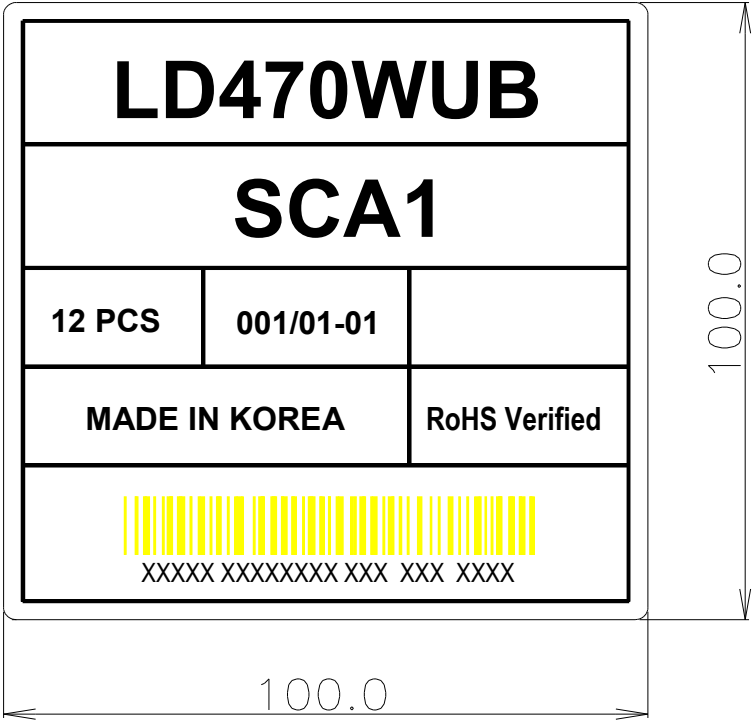 LD470WUB
SCA1
12 PCS 001/01-01
MADE IN KOREA RoHS Verified
XXXXX XXXXXXXX XXX XXX XXXX
100.0
100.0